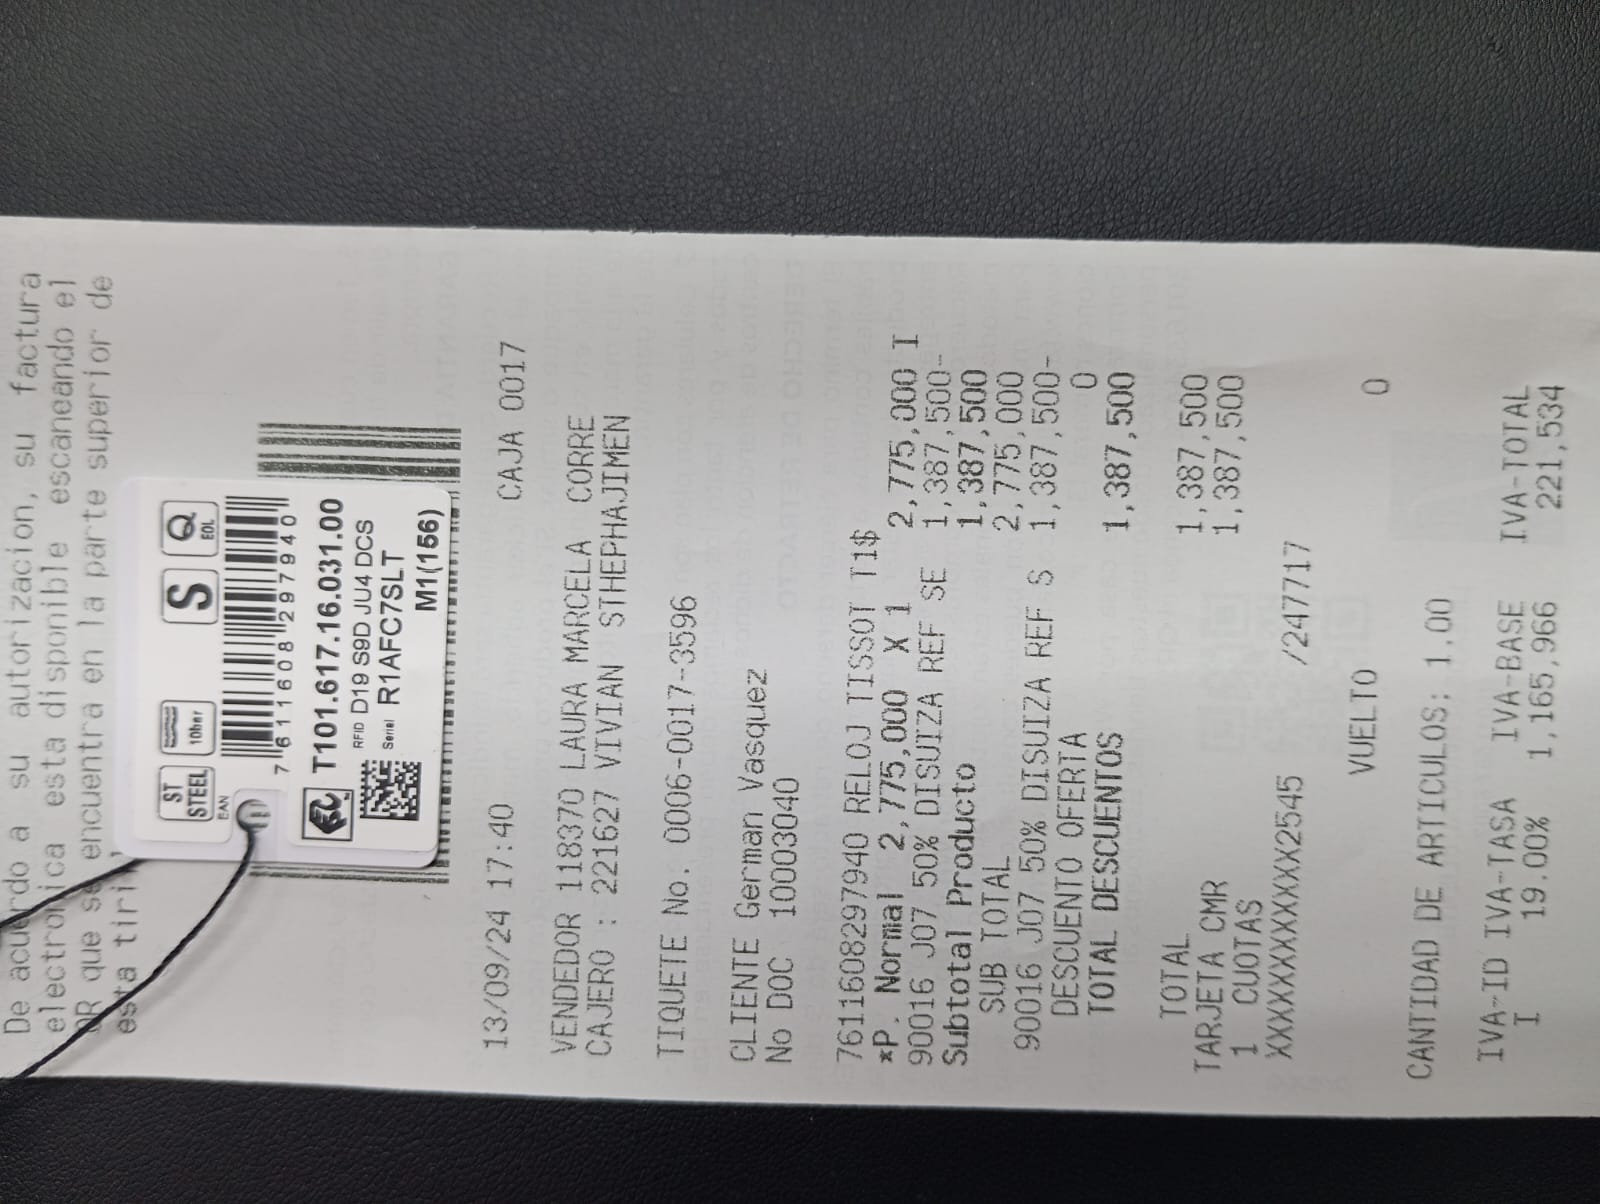 De acuerdo a su autorizacion, su factura
electronica esta disponible escaneando el
QR que se encuentra en la parte superior de
esta
ST
STEEL
10bar
S
Q
EOL
EAN
7 611608 297940
T101.617.16.031.00
RFID D19 S9D JU4 DCS
Serial R1AFC7SLT
M1(156)
13/09/24 17:40 CAJA 0017
VENDEDOR 118370 LAURA MARCELA CORRE
CAJERO : 221627 VIVIAN STHEPHAJIMEN
TIQUETE No. 0006-0017-3596
CLIENTE German Vasquez
No DOC 10003040
7611608297940 RELOJ TISSOT T1$
*P. Normal 2,775,000 X 1 2,775,000 I
90016 J07 50% DISUIZA REF SE 1,387,500-
Subtotal Producto 1,387,500
SUB TOTAL 2,775,000
90016 J07 50% DISUIZA REF S 1,387,500-
DESCUENTO OFERTA 0
TOTAL DESCUENTOS 1,387,500
TOTAL 1,387,500
TARJETA CMR 1,387,500
1 CUOTAS
XXXXXXXXXXXX2545 /247717
VUELTO 0
CANTIDAD DE ARTICULOS: 1.00
IVA-ID IVA-TASA IVA-BASE IVA-TOTAL
I 19.00% 1,165,966 221,534